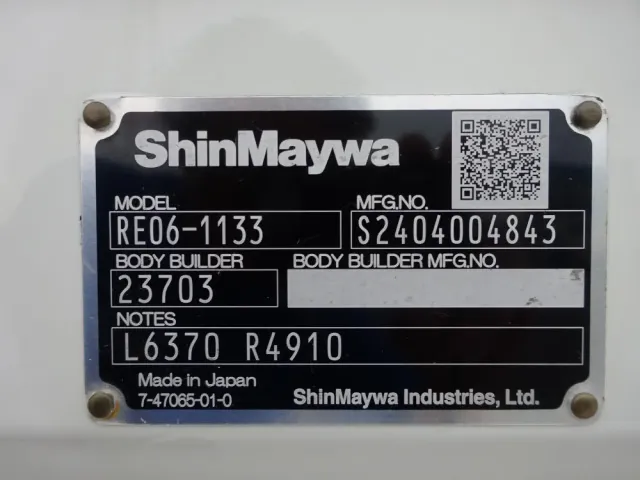 ShinMaywa
MODEL MFG.NO.
RE06-1133 S2404004843
BODY BUILDER BODY BUILDER MFG.NO.
23703
NOTES
L6370 R4910
Made in Japan
7-47065-01-0 ShinMaywa Industries, Ltd.